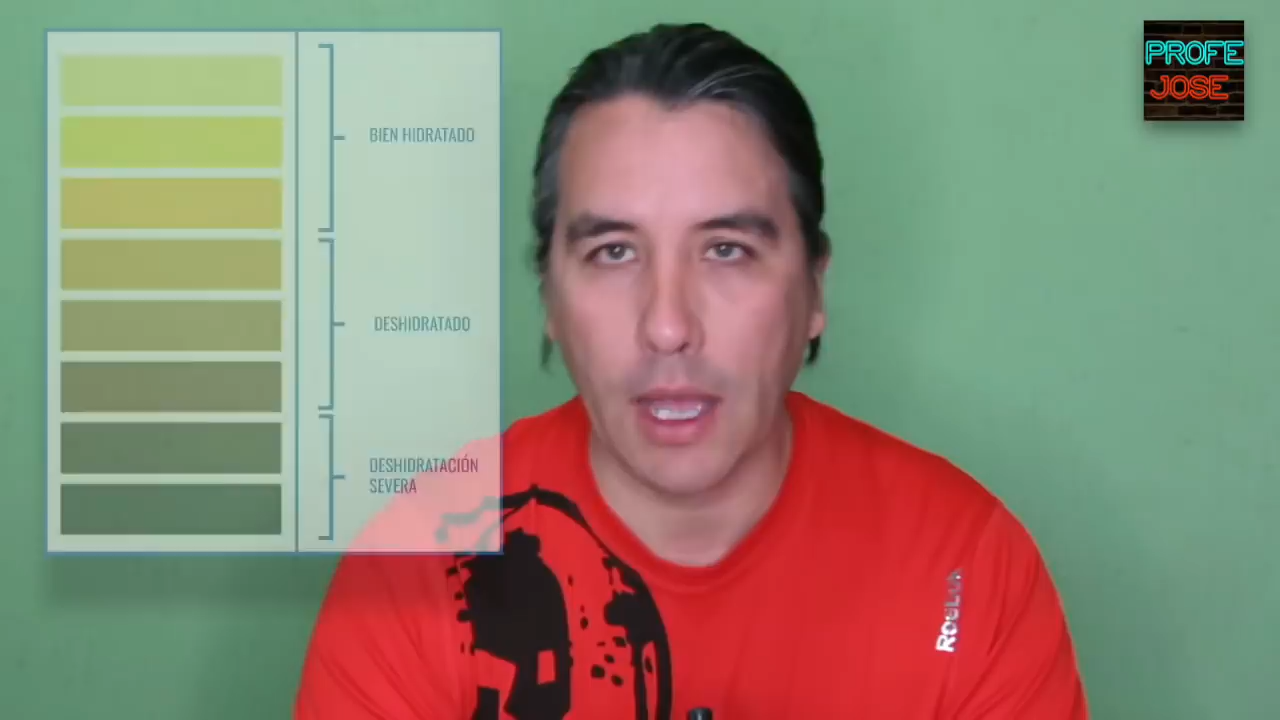 BIEN HIDRATADO
DESHIDRATADO
DESHIDRATACIÓN
SEVERA
PROFE
JOSE